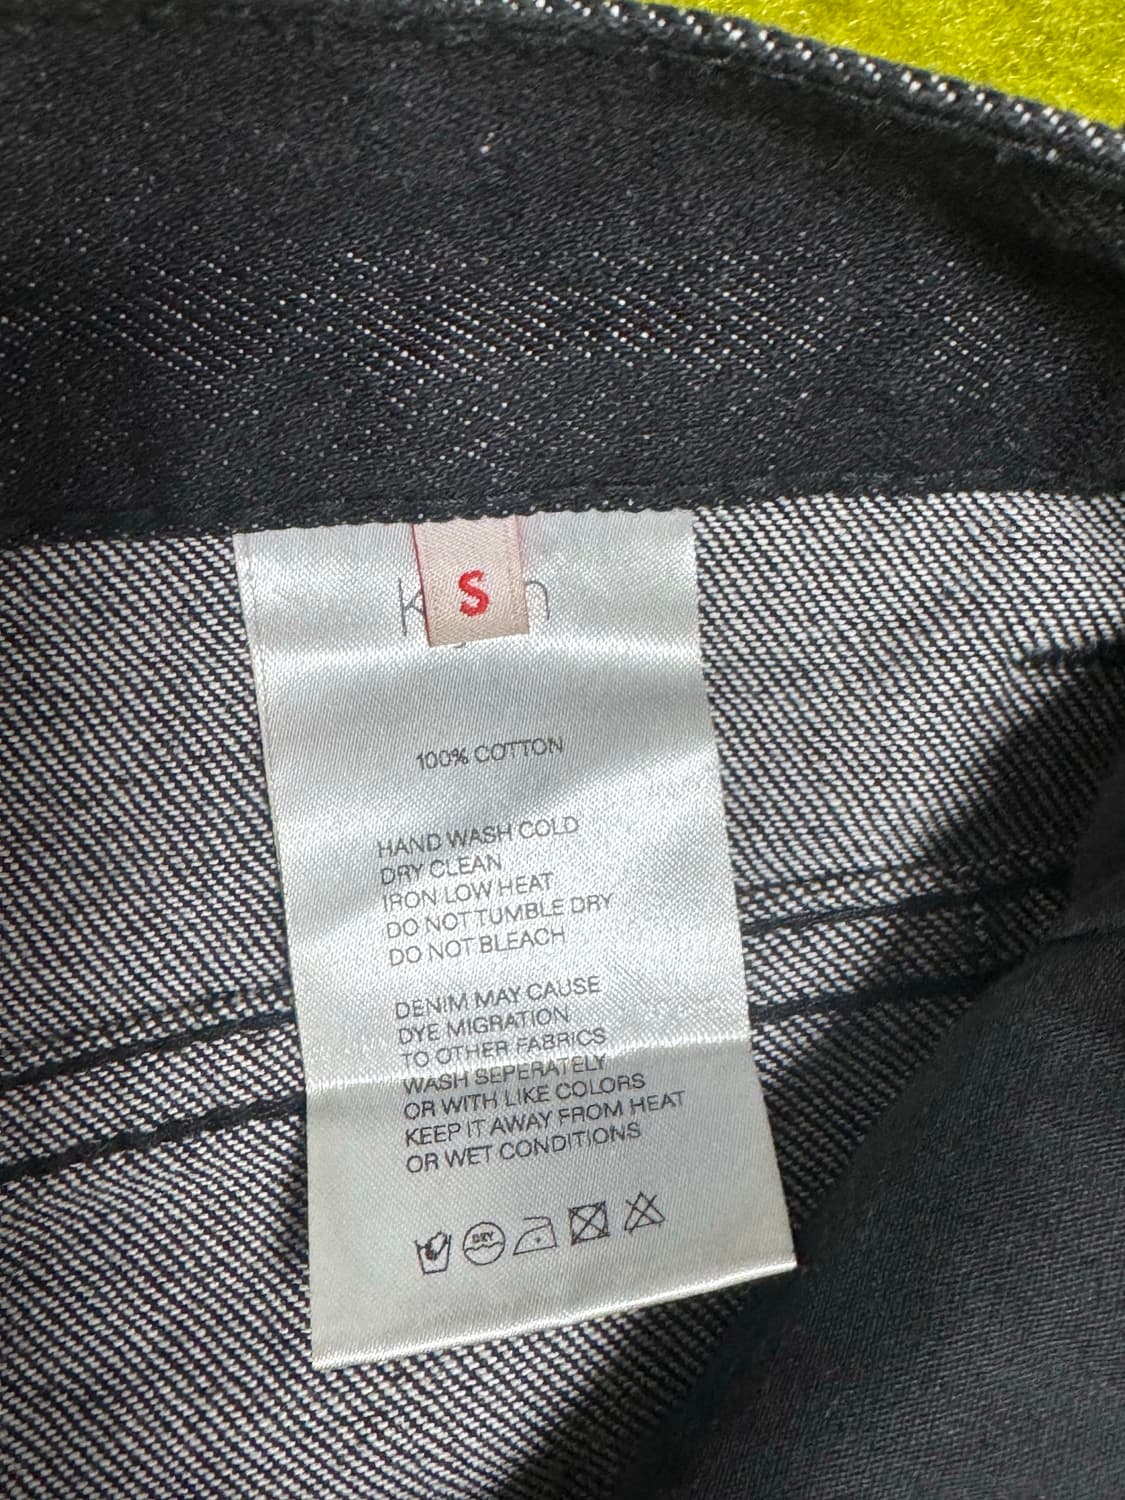 S
100% COTTON
HAND WASH COLD
DRY CLEAN
IRON LOW HEAT
DO NOT TUMBLE DRY
DO NOT BLEACH
DENIM MAY CAUSE
DYE MIGRATION
TO OTHER FABRICS
WASH SEPERATELY
OR WITH LIKE COLORS
KEEP IT AWAY FROM HEAT
OR WET CONDITIONS
DRY